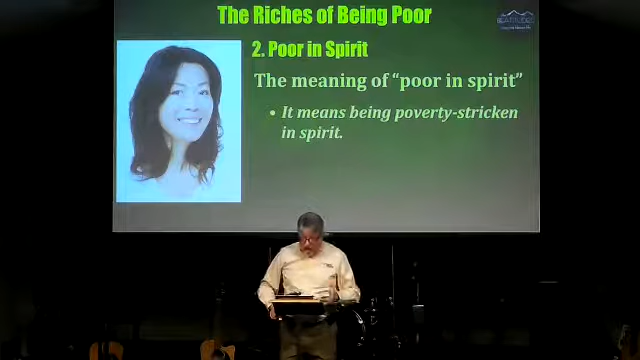 The Riches of Being Poor
2. Poor in Spirit
The meaning of “poor in spirit”
• It means being poverty-stricken
in spirit.